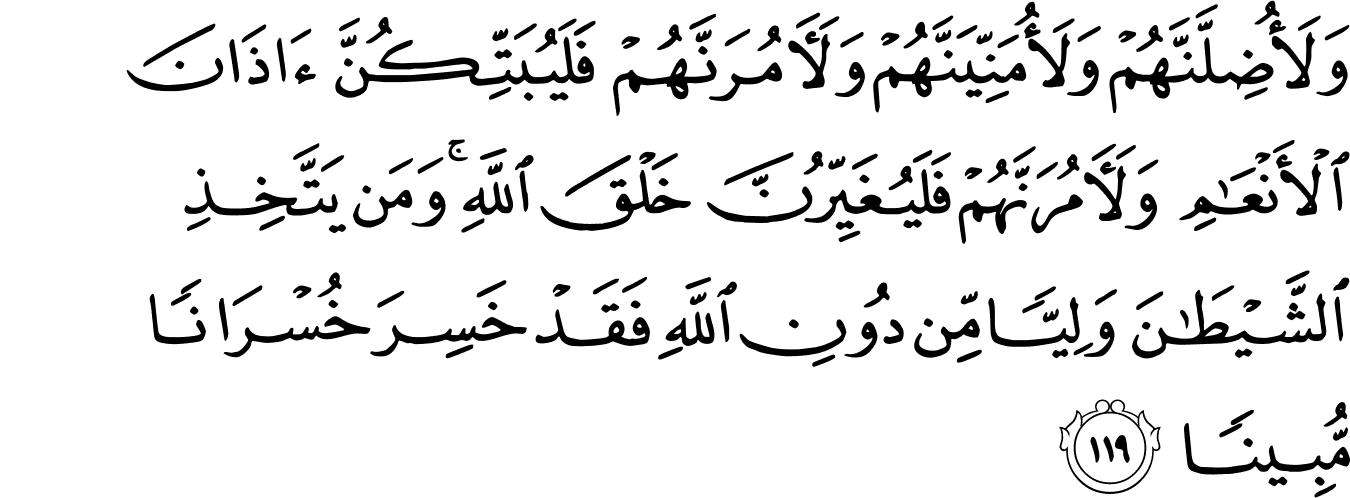 وَلَأُضِلَّنَّهُمْ وَلَأُمَنِّيَنَّهُمْ وَلَـَٔامُرَنَّهُمْ فَلَيُبَتِّكُنَّ ءَاذَانَ
ٱلْأَنْعَـٰمِ وَلَـَٔامُرَنَّهُمْ فَلَيُغَيِّرُنَّ خَلْقَ ٱللَّهِ ۚ وَمَن يَتَّخِذِ
ٱلشَّيْطَـٰنَ وَلِيًّا مِّن دُونِ ٱللَّهِ فَقَدْ خَسِرَ خُسْرَانًا
مُّبِينًا ١١٩